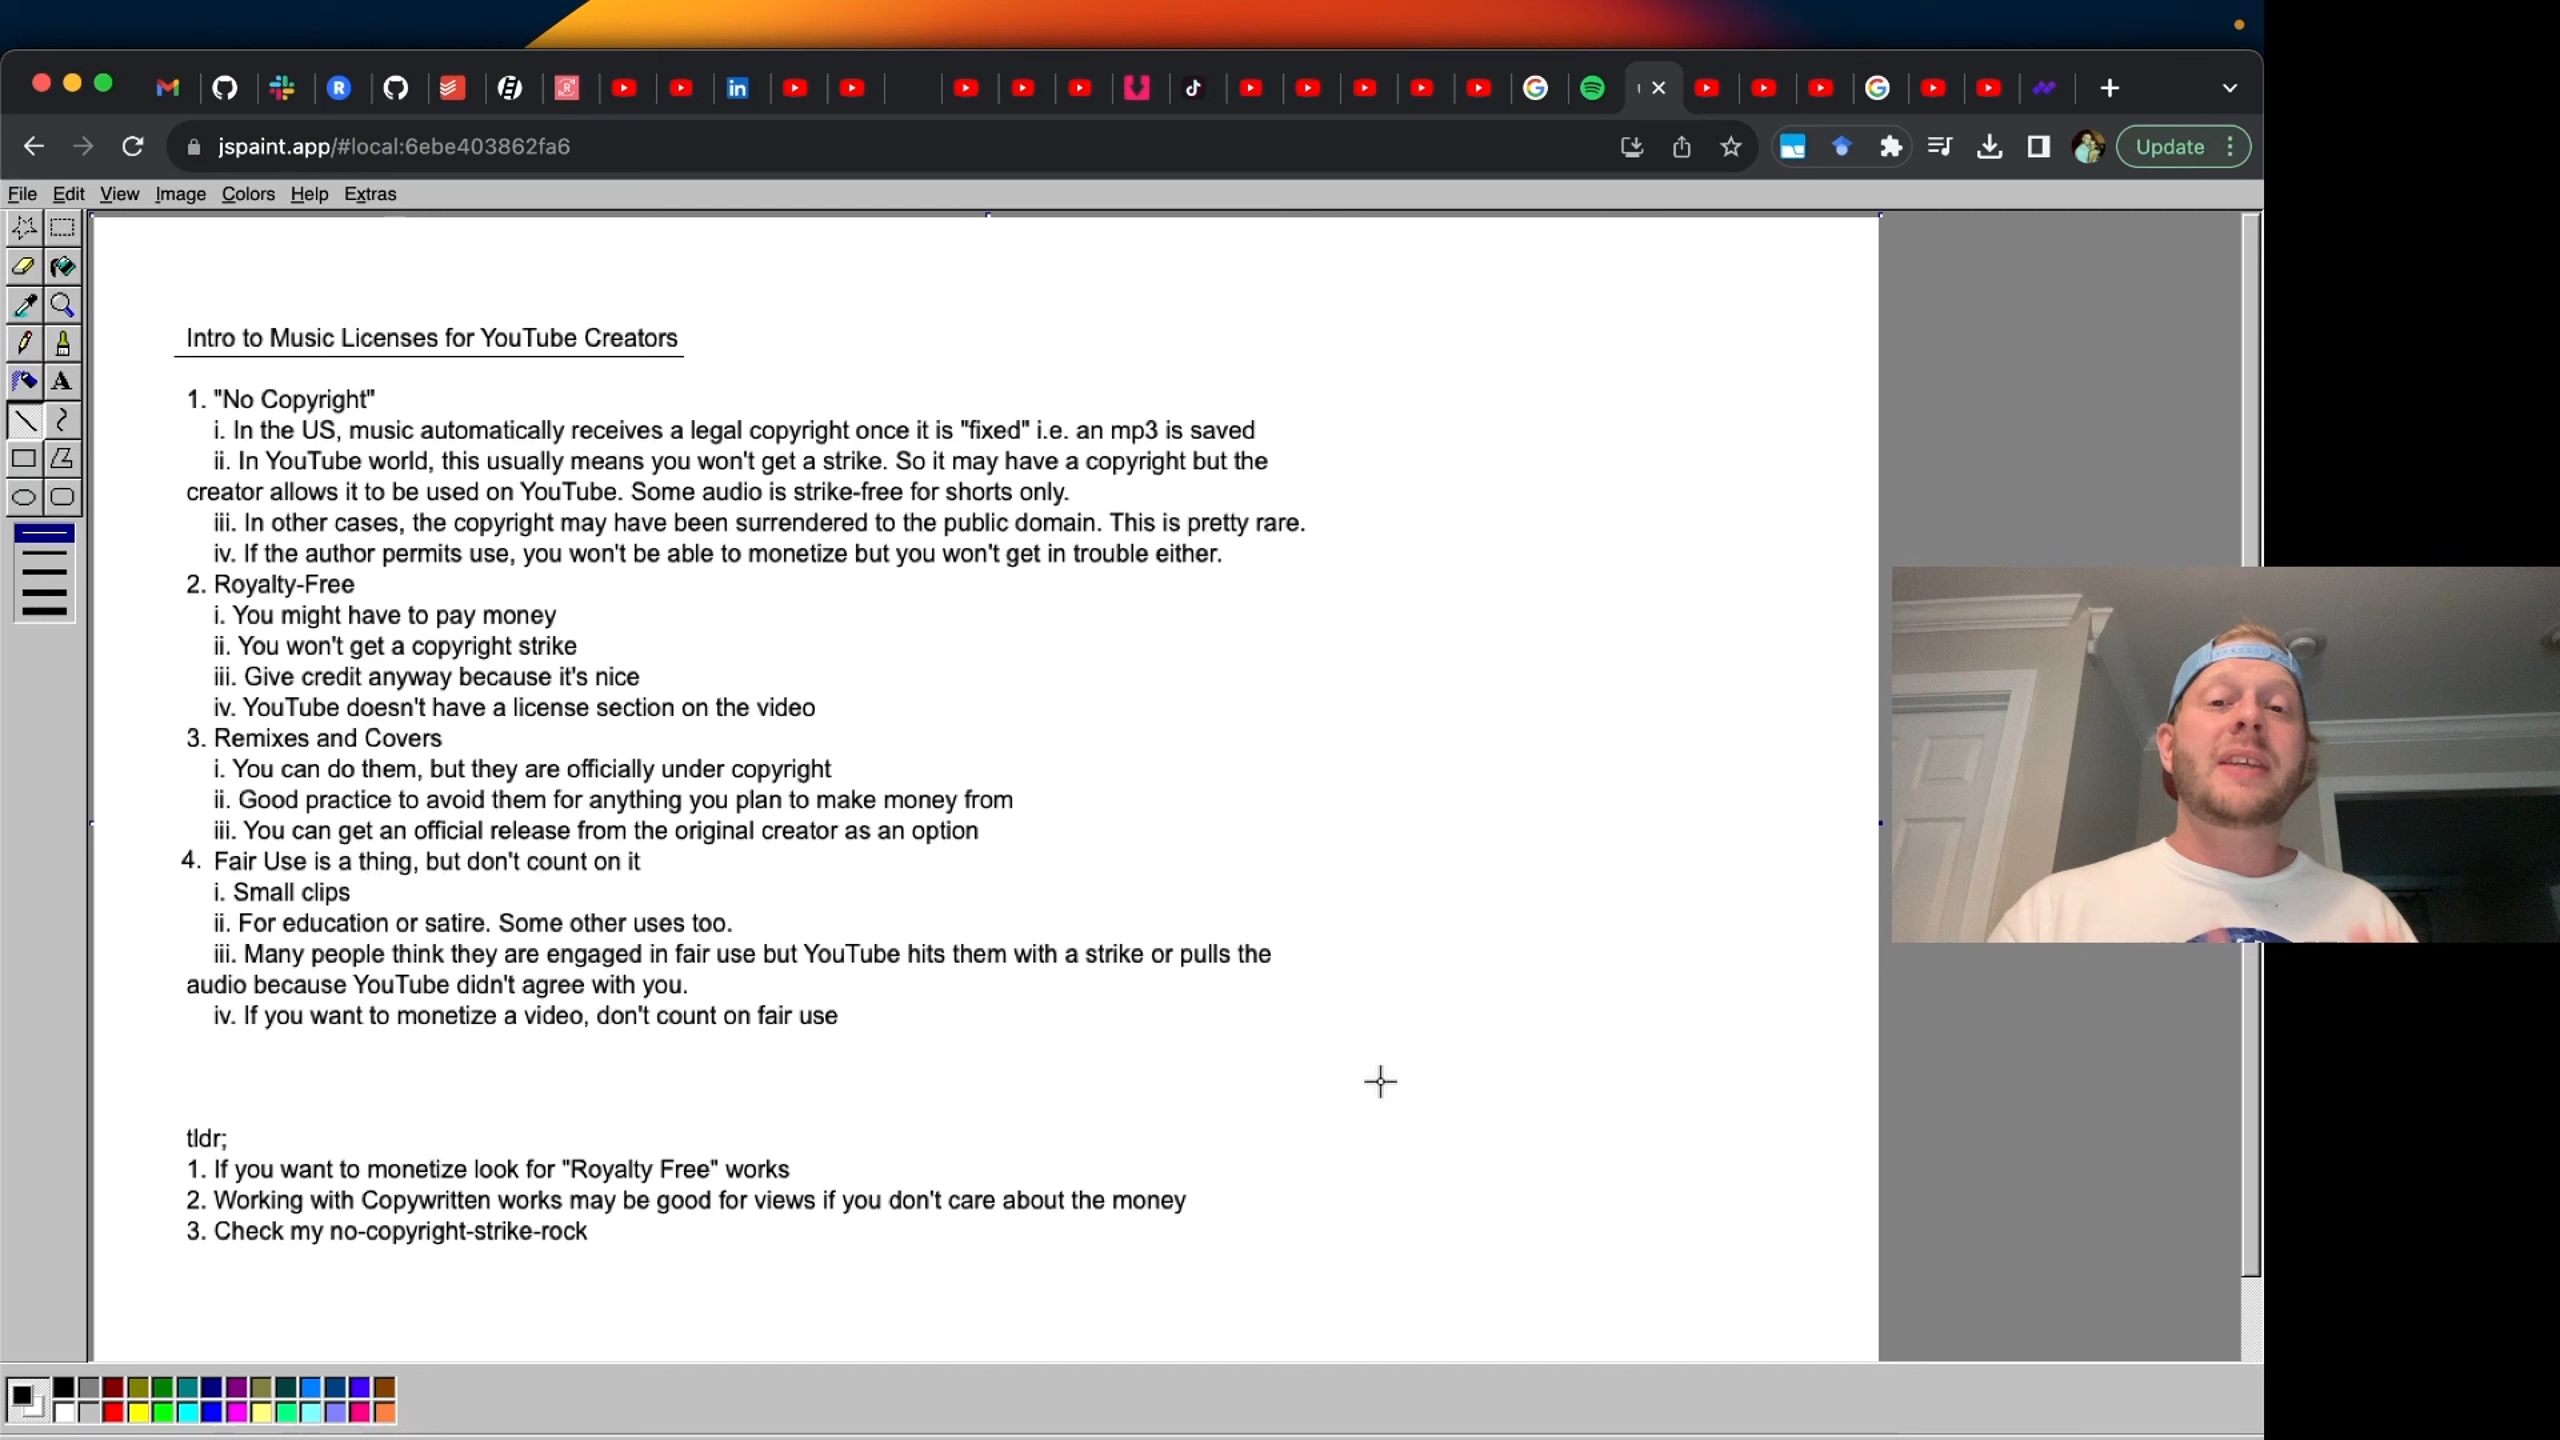 jspaint.app/#local:6ebe403862fa6
Update
File Edit View Image Colors Help Extras
Intro to Music Licenses for YouTube Creators
1. "No Copyright"
i. In the US, music automatically receives a legal copyright once it is "fixed" i.e. an mp3 is saved
ii. In YouTube world, this usually means you won't get a strike. So it may have a copyright but the
creator allows it to be used on YouTube. Some audio is strike-free for shorts only.
iii. In other cases, the copyright may have been surrendered to the public domain. This is pretty rare.
iv. If the author permits use, you won't be able to monetize but you won't get in trouble either.
2. Royalty-Free
i. You might have to pay money
ii. You won't get a copyright strike
iii. Give credit anyway because it's nice
iv. YouTube doesn't have a license section on the video
3. Remixes and Covers
i. You can do them, but they are officially under copyright
ii. Good practice to avoid them for anything you plan to make money from
iii. You can get an official release from the original creator as an option
4. Fair Use is a thing, but don't count on it
i. Small clips
ii. For education or satire. Some other uses too.
iii. Many people think they are engaged in fair use but YouTube hits them with a strike or pulls the
audio because YouTube didn't agree with you.
iv. If you want to monetize a video, don't count on fair use
tldr;
1. If you want to monetize look for "Royalty Free" works
2. Working with Copywritten works may be good for views if you don't care about the money
3. Check my no-copyright-strike-rock